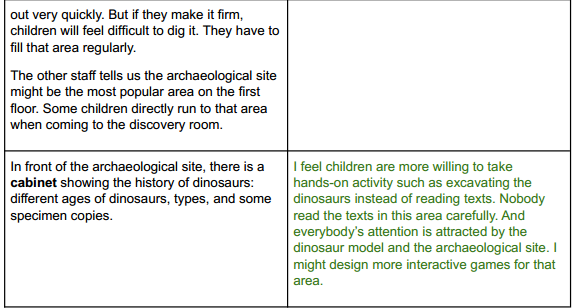 out very quickly. But if they make it firm,
children will feel difficult to dig it. They have to
fill that area regularly.
The other staff tells us the archaeological site
might be the most popular area on the first
floor. Some children directly run to that area
when coming to the discovery room.
In front of the archaeological site, there is a
cabinet showing the history of dinosaurs:
different ages of dinosaurs, types, and some
specimen copies.
I feel children are more willing to take
hands-on activity such as excavating the
dinosaurs instead of reading texts. Nobody
read the texts in this area carefully. And
everybody's attention is attracted by the
dinosaur model and the archaeological site. I
might design more interactive games for that
area.